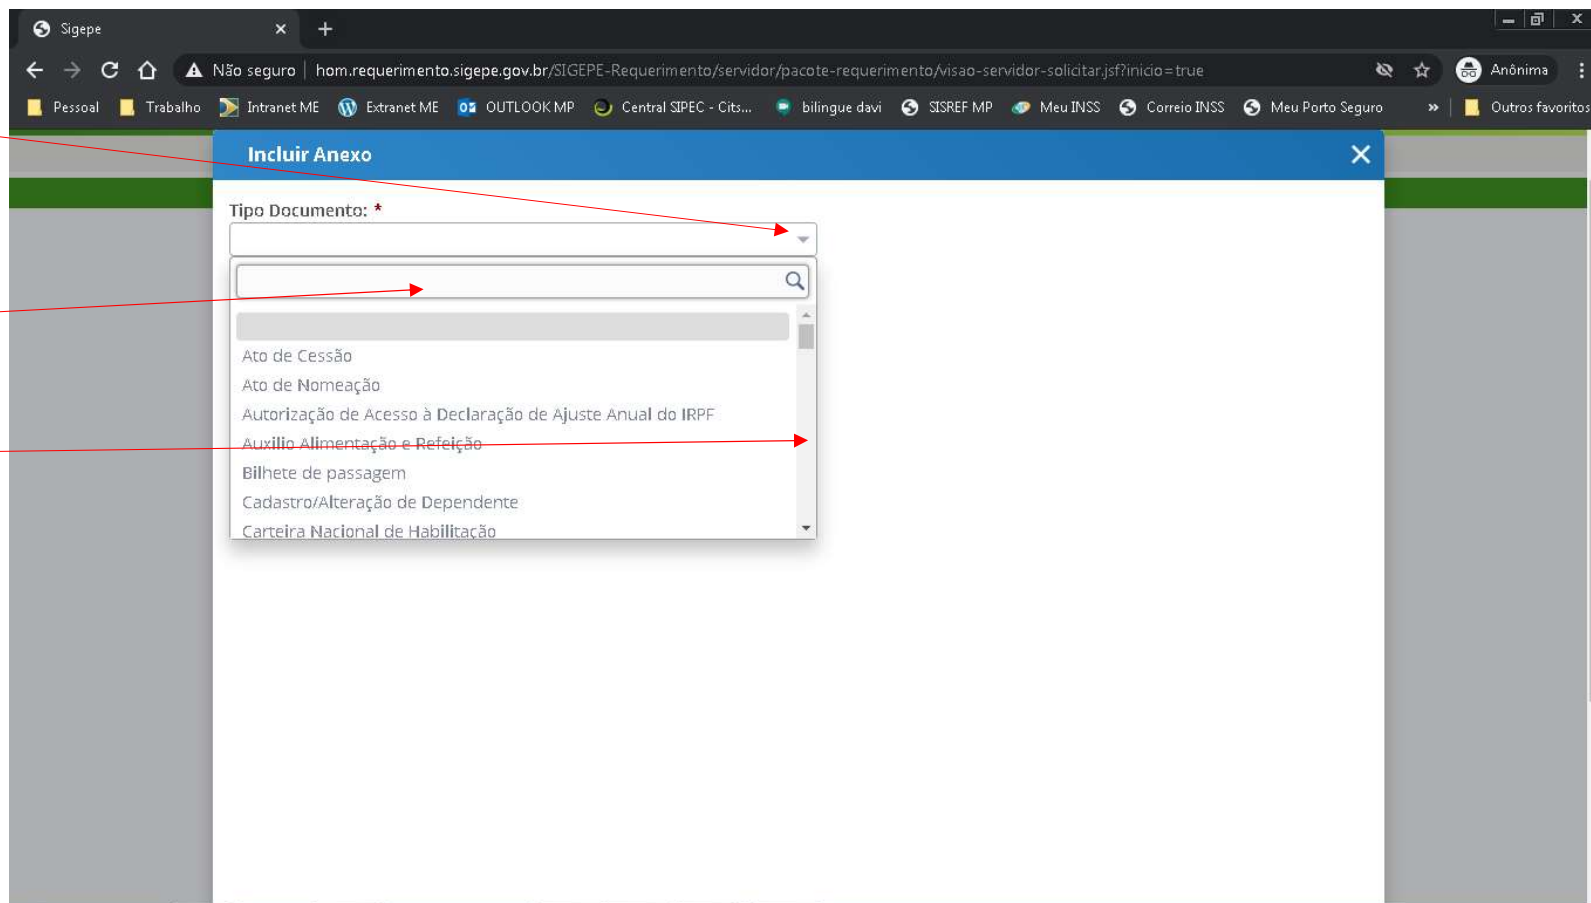 Sigepe
Não seguro | hom.requerimento.sigepe.gov.br/SIGEPE-Requerimento/servidor/pacote-requerimento/visao-servidor-solicitar.jsf?inicio=true Anônima
Pessoal Trabalho Intranet ME Extranet ME OUTLOOK MP Central SIPEC - Cits... bilingue davi SISREF MP Meu INSS Correio INSS Meu Porto Seguro » Outros favoritos
Incluir Anexo
Tipo Documento: *
Ato de Cessão
Ato de Nomeação
Autorização de Acesso à Declaração de Ajuste Anual do IRPF
Auxilio Alimentação e Refeição
Bilhete de passagem
Cadastro/Alteração de Dependente
Carteira Nacional de Habilitação